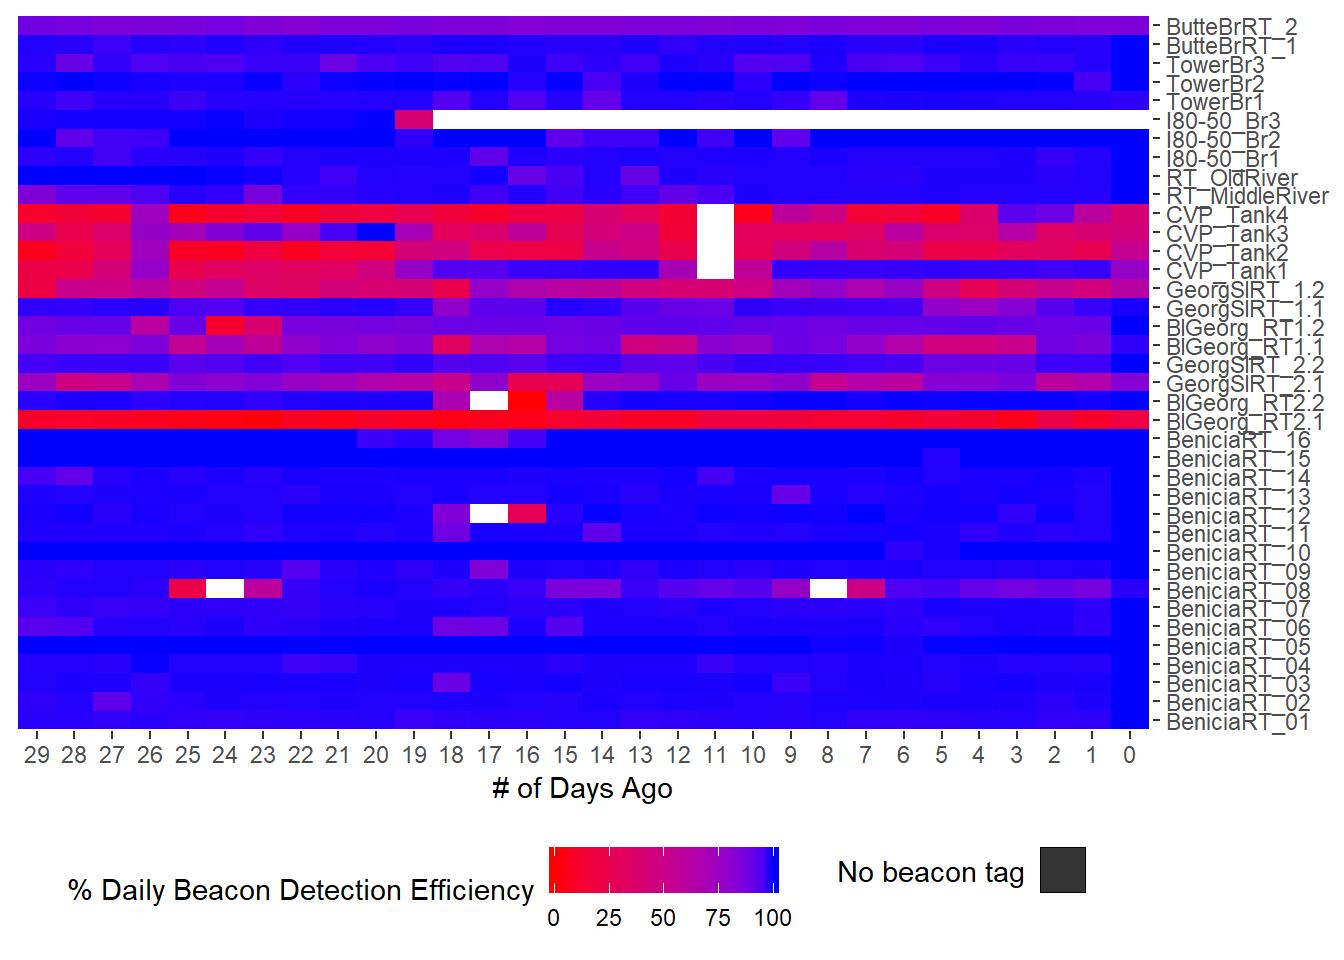 ButteBrRT_2
ButteBrRT_1
TowerBr3
TowerBr2
TowerBr1
I80-50_Br3
I80-50_Br2
I80-50_Br1
RT_OldRiver
RT_MiddleRiver
CVP_Tank4
CVP_Tank3
CVP_Tank2
CVP_Tank1
GeorgSlRT_1.2
GeorgSlRT_1.1
BlGeorg_RT1.2
BlGeorg_RT1.1
GeorgSlRT_2.2
GeorgSlRT_2.1
BlGeorg_RT2.2
BlGeorg_RT2.1
BeniciaRT_16
BeniciaRT_15
BeniciaRT_14
BeniciaRT_13
BeniciaRT_12
BeniciaRT_11
BeniciaRT_10
BeniciaRT_09
BeniciaRT_08
BeniciaRT_07
BeniciaRT_06
BeniciaRT_05
BeniciaRT_04
BeniciaRT_03
BeniciaRT_02
BeniciaRT_01
29 28 27 26 25 24 23 22 21 20 19 18 17 16 15 14 13 12 11 10 9 8 7 6 5 4 3 2 1 0
# of Days Ago
% Daily Beacon Detection Efficiency
0 25 50 75 100
No beacon tag